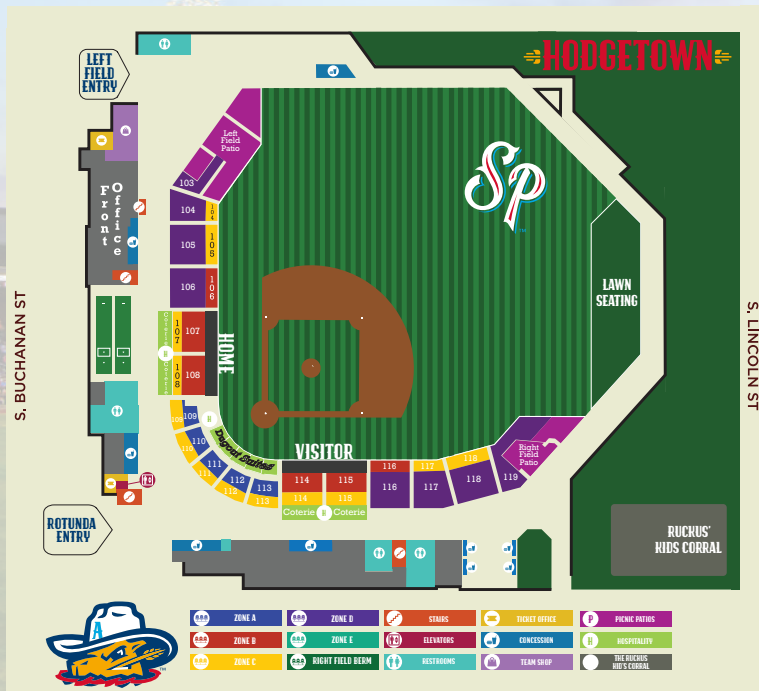 HODGETOWN
LEFT
FIELD
ENTRY
Left
Field
Patio
Sp
103
104
104
105
105
106
106
Front
Office
LAWN
SEATING
S. BUCHANAN ST
S. LINCOLN ST
Coterie
H
Coterie
107
107
108
108
HOME
109
109
H
Dugout Suites
110
110
111
111
112
112
113
113
VISITOR
114
115
114
115
Coterie
H
Coterie
116
116
117
117
118
118
119
Right
Field
Patio
ROTUNDA
ENTRY
RUCKUS'
KIDS CORRAL
A
ZONE A
ZONE D
STAIRS
TICKET OFFICE
P
PICNIC PATIOS
ZONE B
ZONE E
ELEVATORS
CONCESSION
H
HOSPITALITY
ZONE C
RIGHT FIELD BERM
RESTROOMS
TEAM SHOP
THE RUCKUS
KID'S CORRAL